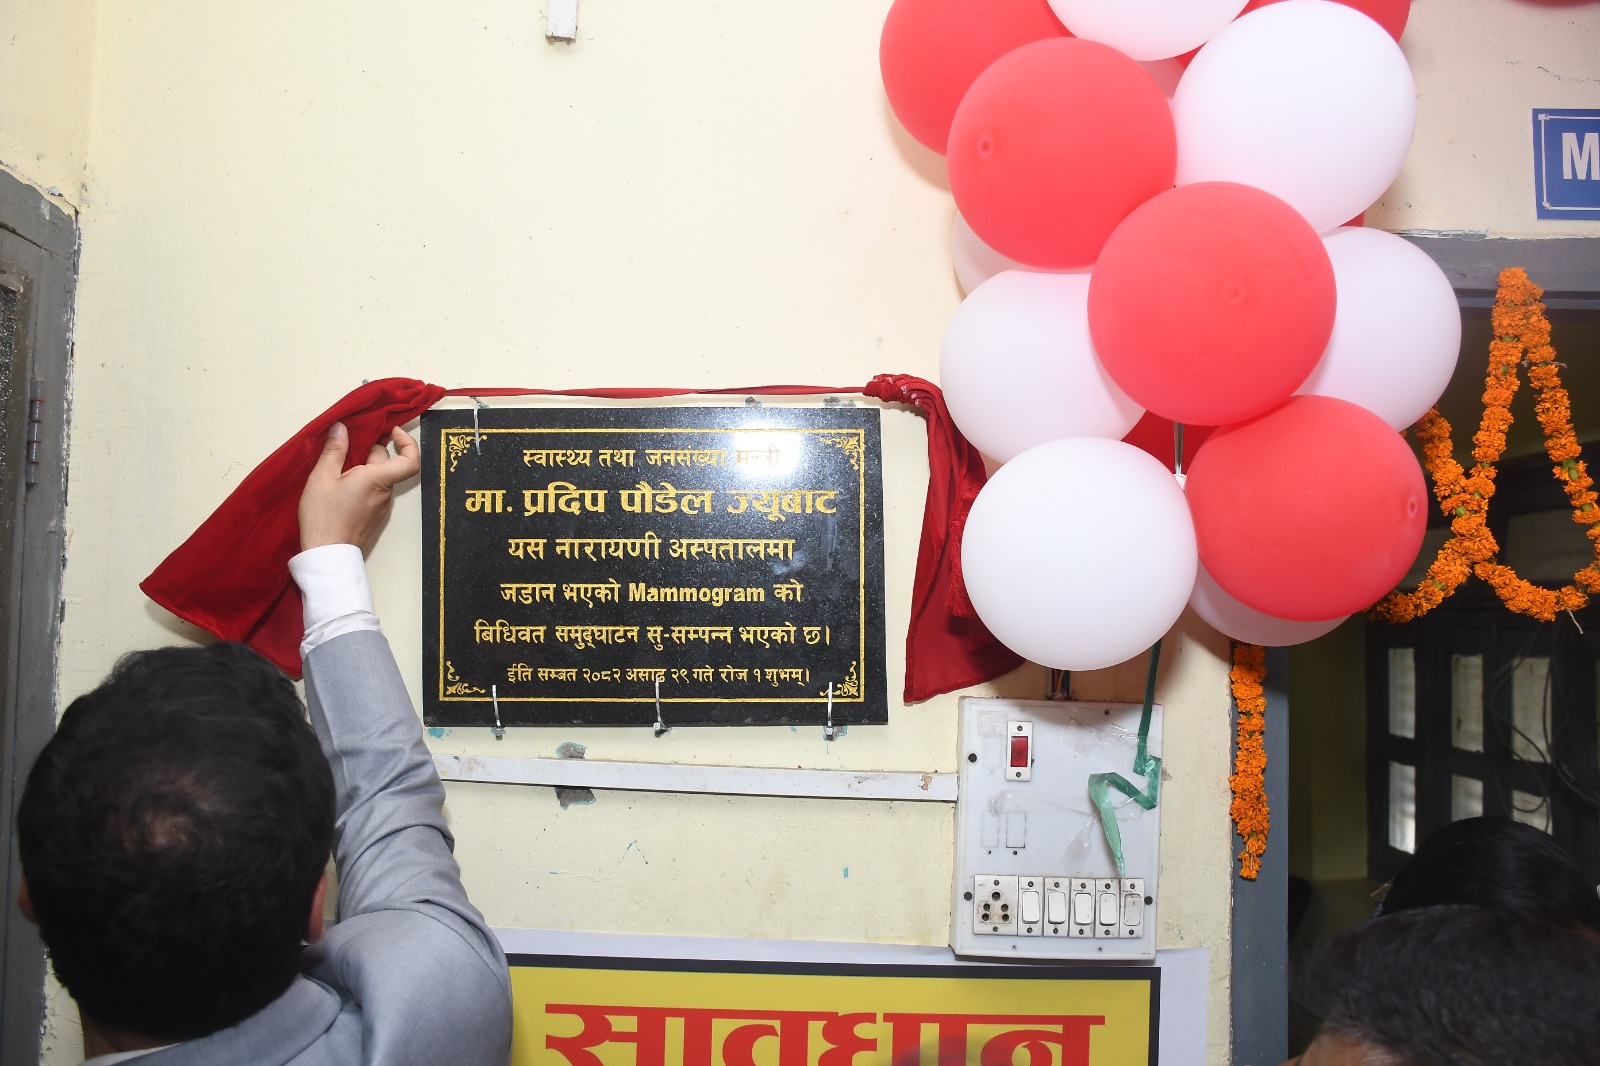 स्वास्थ्य तथा जनसंख्या मन्त्री
मा. प्रदिप पौडेल ज्यूबाट
यस नारायणी अस्पतालमा
जडान भएको Mammogram को
बिधिवत समुद्घाटन सु-सम्पन्न भएको छ।
ईति सम्बत २०८२ असाढ २९ गते रोज १ शुभम्।
M
सावधान